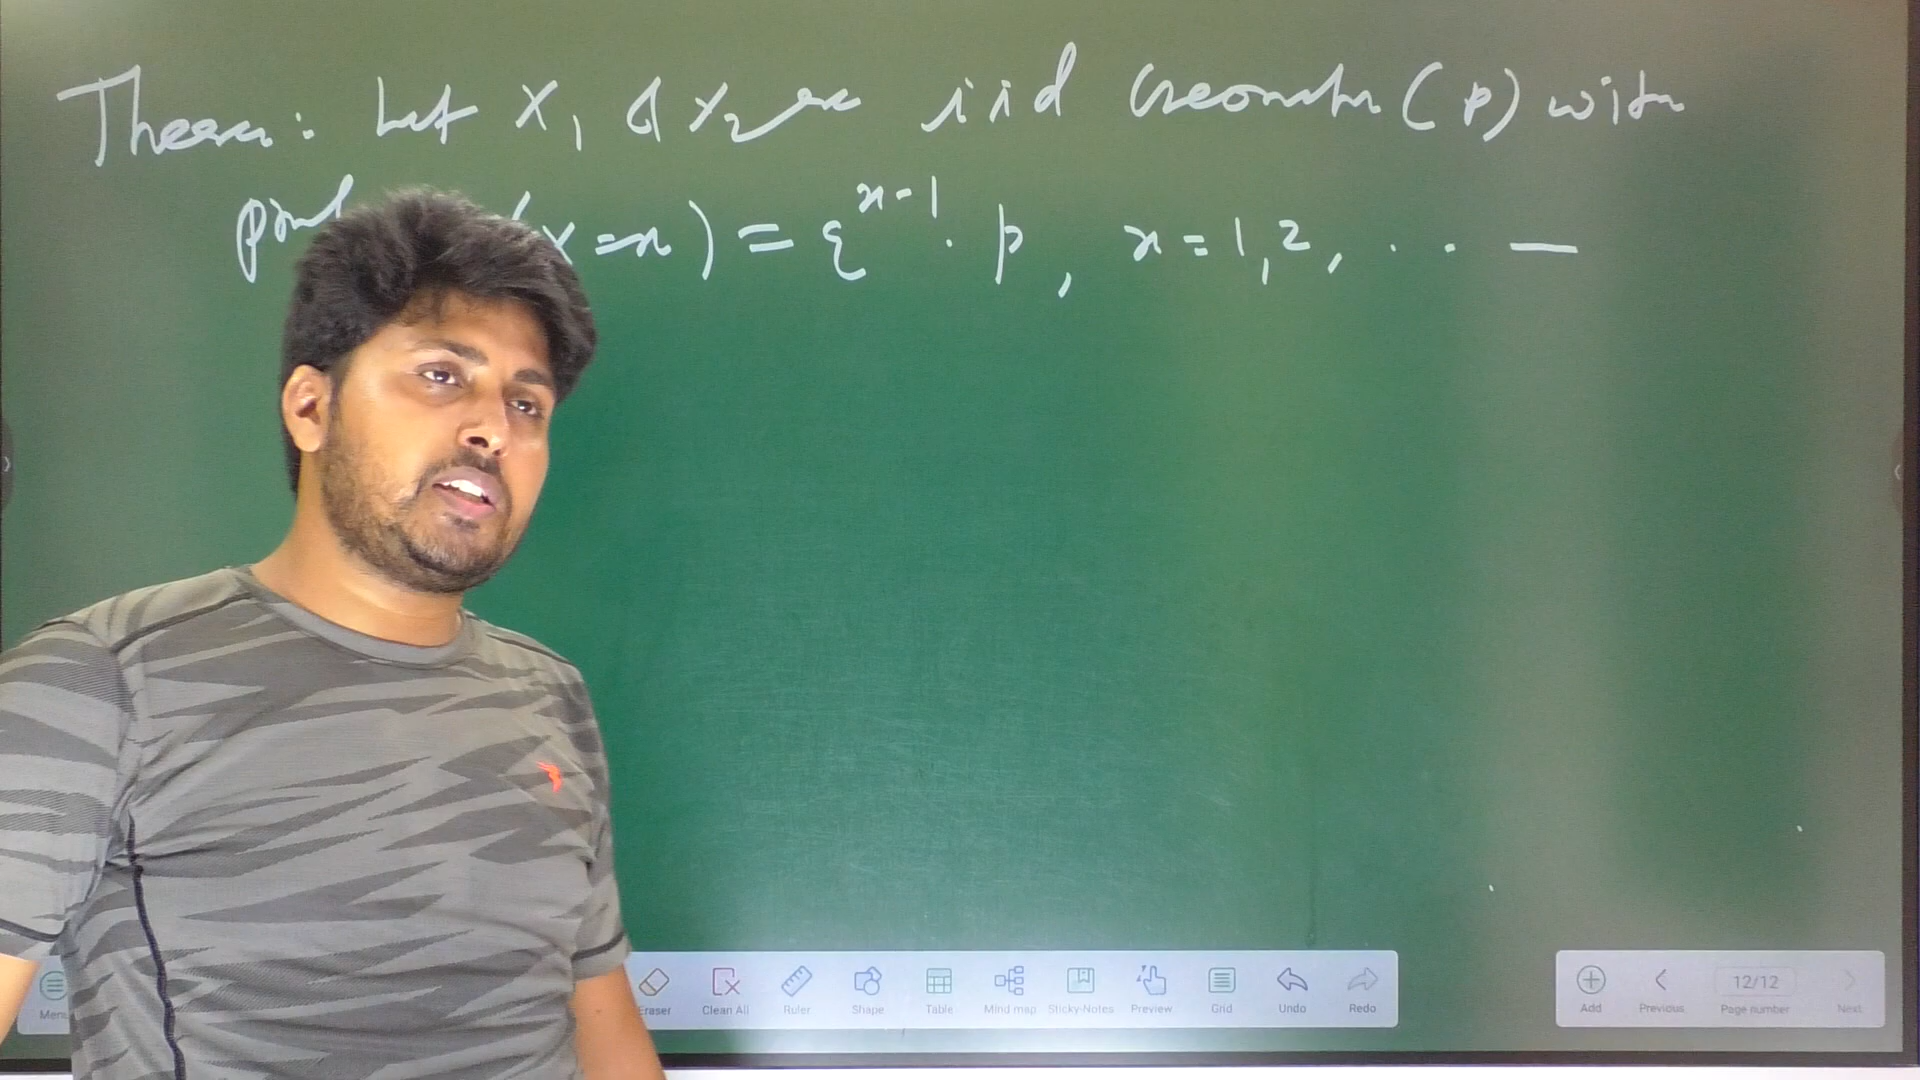 Theorem: Let X₁ & X₂ are iid Geometric (p) with
pmf (X=x) = q^{x-1} . p , x = 1,2, . . —
Menu Eraser Clean All Ruler Shape Table Mind map Sticky-Notes Preview Grid Undo Redo Add Previous 12/12 Page number Next